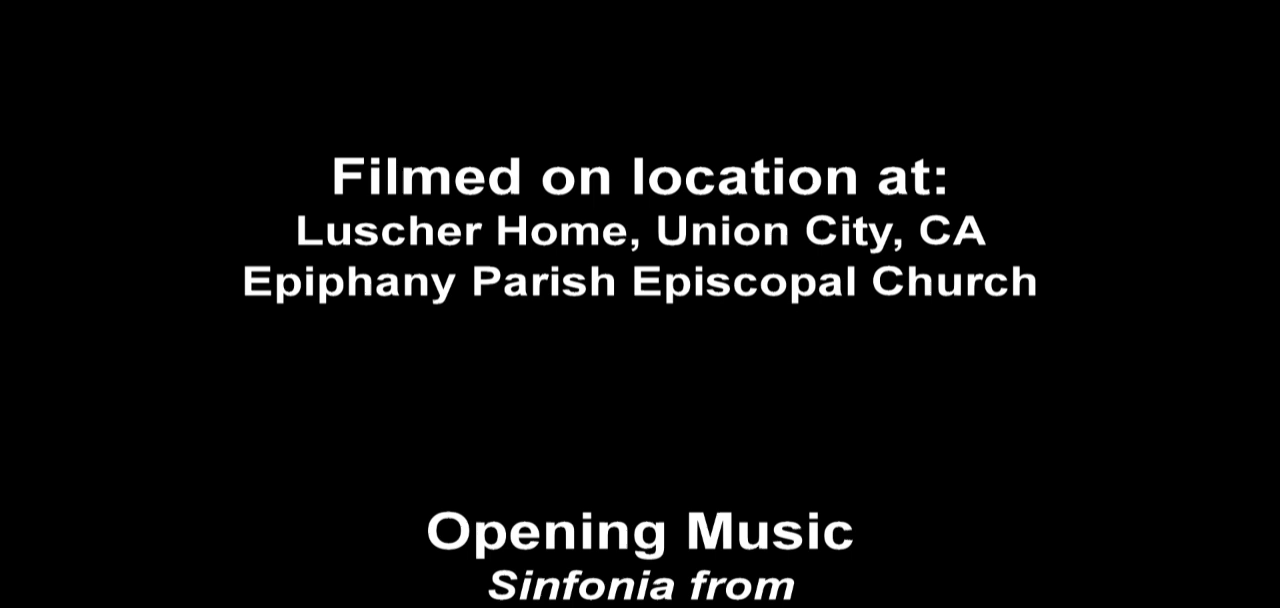 Filmed on location at:
Luscher Home, Union City, CA
Epiphany Parish Episcopal Church
Opening Music
Sinfonia from